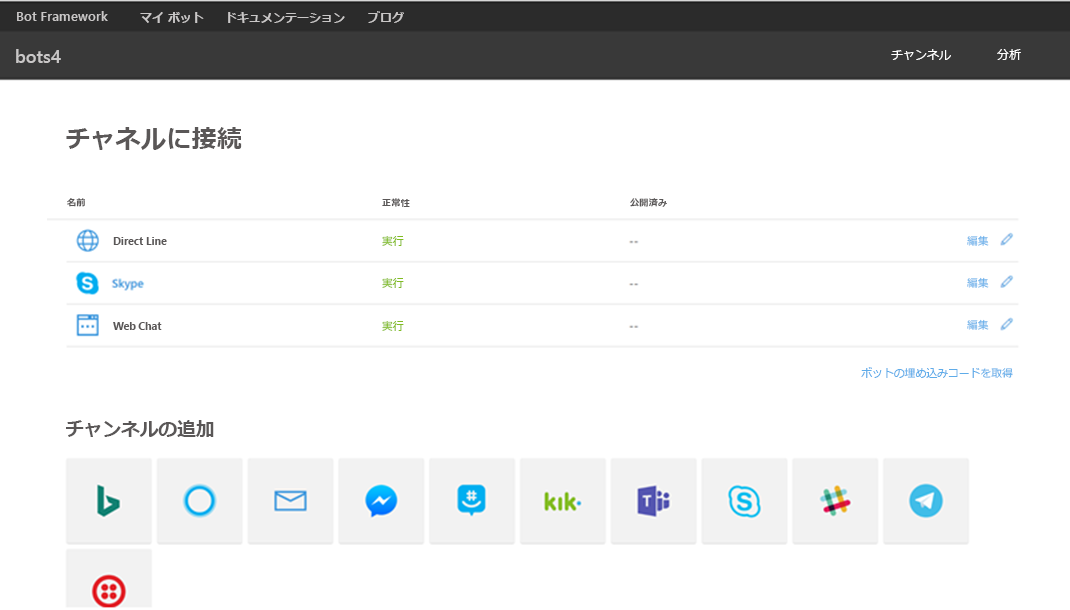 Bot Framework マイ ボット ドキュメンテーション ブログ
bots4 チャンネル 分析
チャネルに接続
名前 正常性 公開済み
Direct Line 実行 -- 編集
Skype 実行 -- 編集
Web Chat 実行 -- 編集
ボットの埋め込みコードを取得
チャンネルの追加
kik.